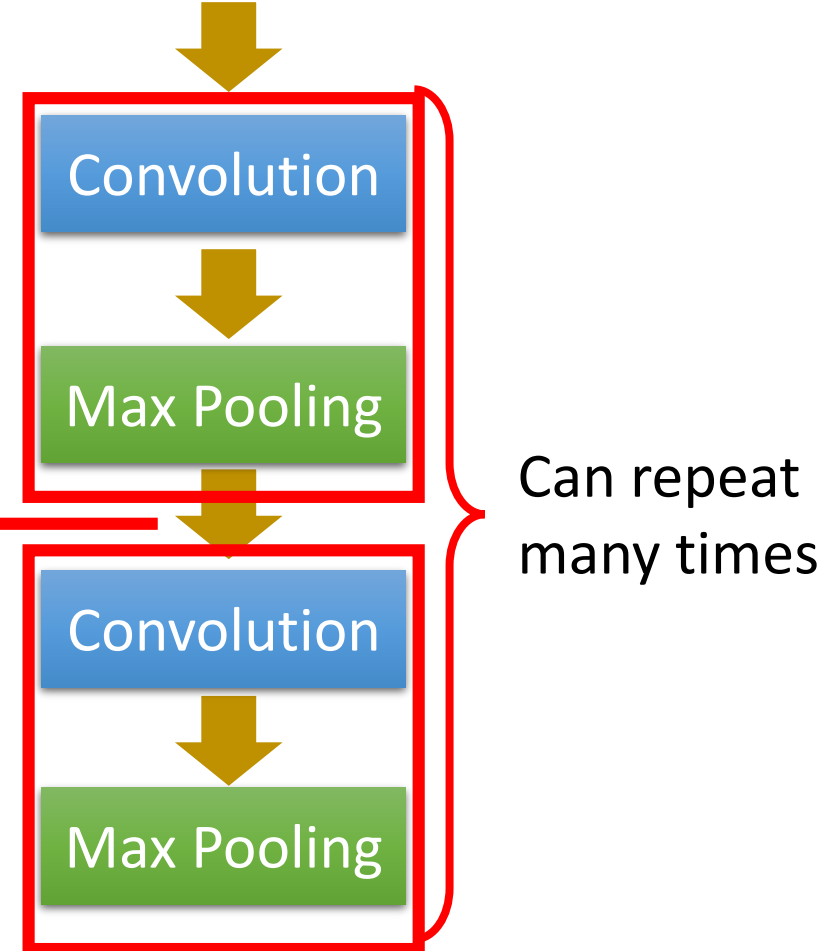 Convolution
Max Pooling
Can repeat
many times
Convolution
Max Pooling